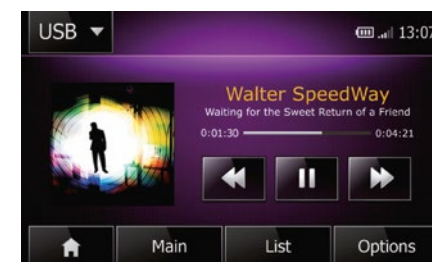 USB
13:07
Walter SpeedWay
Waiting for the Sweet Return of a Friend
0:01:30 0:04:21
Main List Options